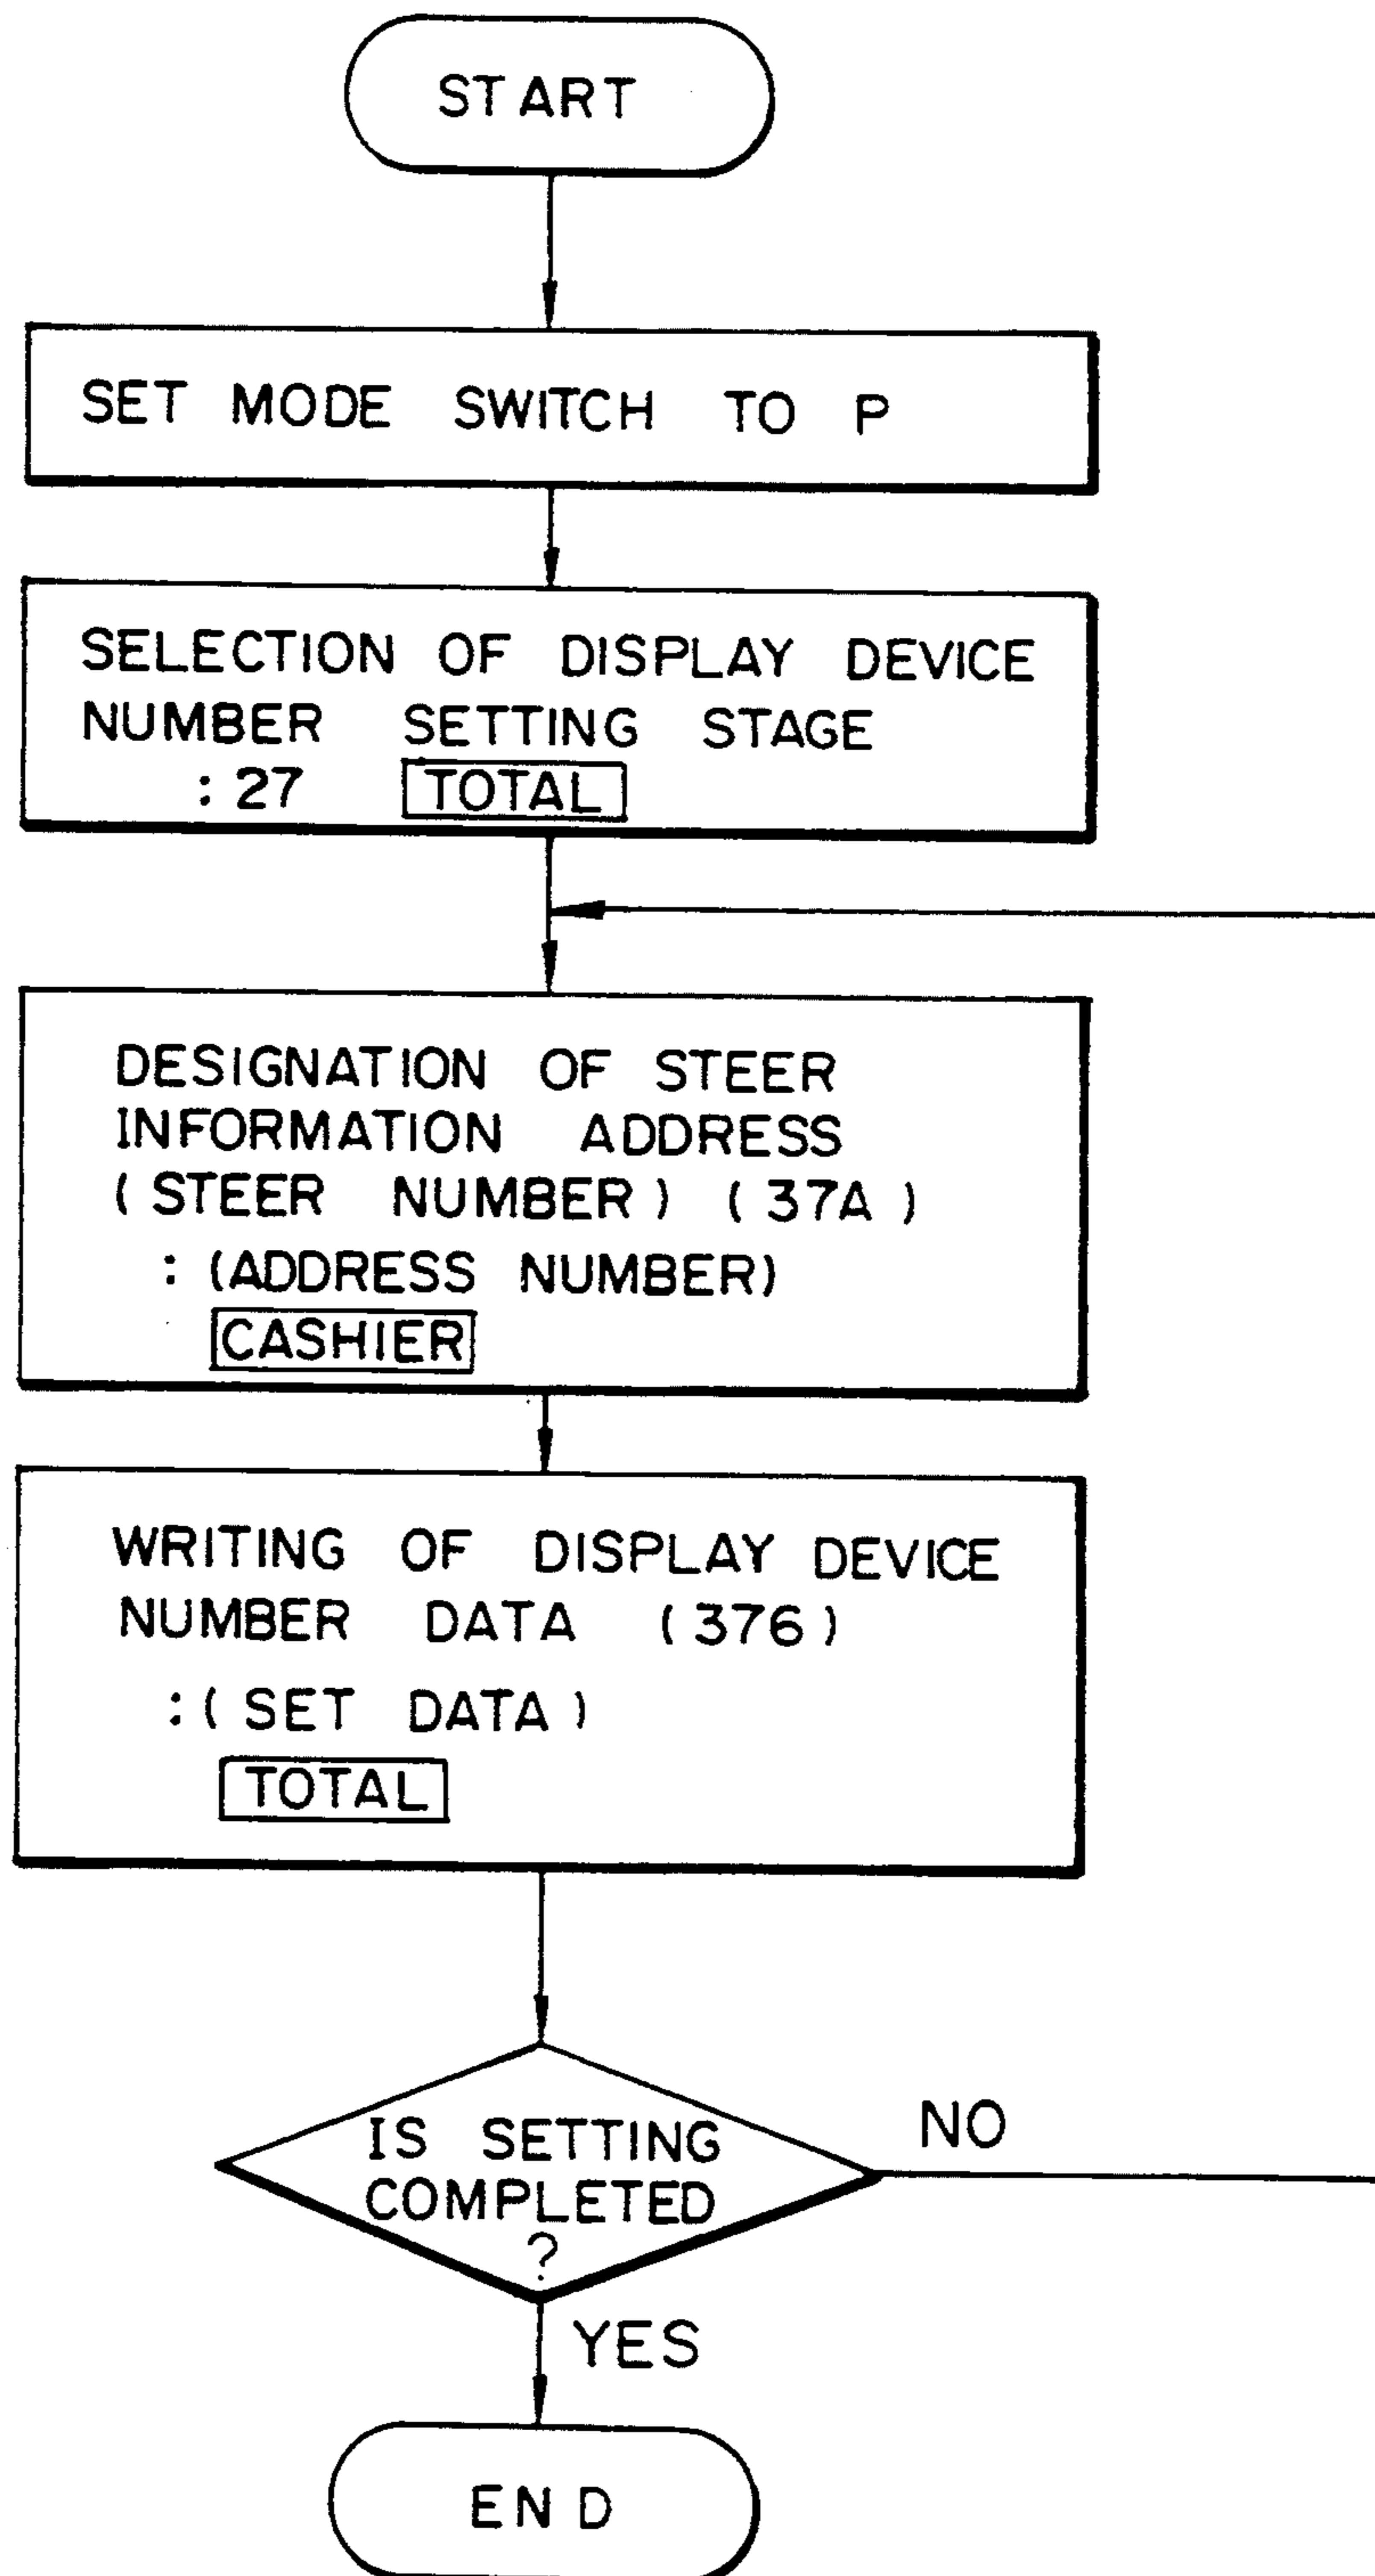 START
SET MODE SWITCH TO P
SELECTION OF DISPLAY DEVICE
NUMBER SETTING STAGE
: 27 TOTAL
DESIGNATION OF STEER
INFORMATION ADDRESS
(STEER NUMBER) (37A)
: (ADDRESS NUMBER)
CASHIER
WRITING OF DISPLAY DEVICE
NUMBER DATA (376)
: (SET DATA)
TOTAL
IS SETTING
COMPLETED
?
NO
YES
END